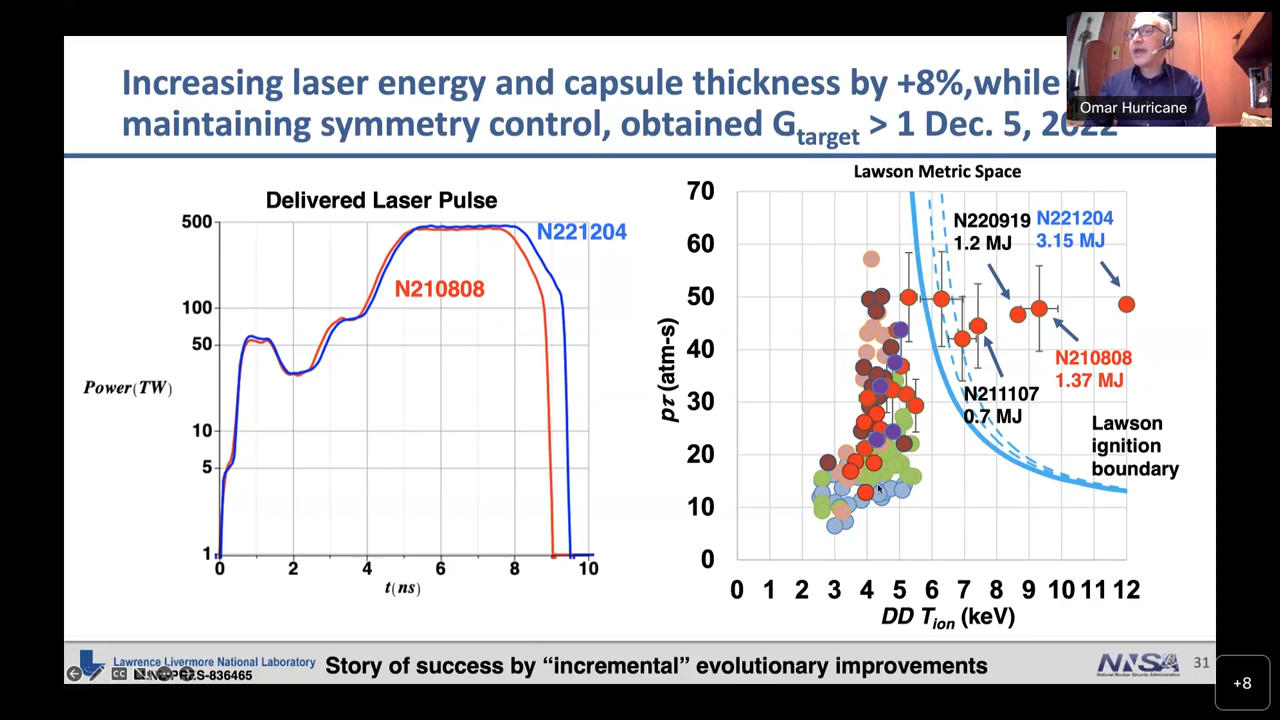 Increasing laser energy and capsule thickness by +8%,while
maintaining symmetry control, obtained Gtarget > 1 Dec. 5, 2022
Omar Hurricane
Delivered Laser Pulse
500
100
50
10
5
1
Power(TW)
N221204
N210808
0 2 4 6 8 10
t(ns)
Lawson Metric Space
70
60
50
40
30
20
10
0
pτ (atm-s)
N220919
1.2 MJ
N221204
3.15 MJ
N210808
1.37 MJ
N211107
0.7 MJ
Lawson
ignition
boundary
0 1 2 3 4 5 6 7 8 9 10 11 12
DD Tion (keV)
Lawrence Livermore National Laboratory
PRES-836465
Story of success by “incremental” evolutionary improvements
NNSA
National Nuclear Security Administration
31
CC
+8